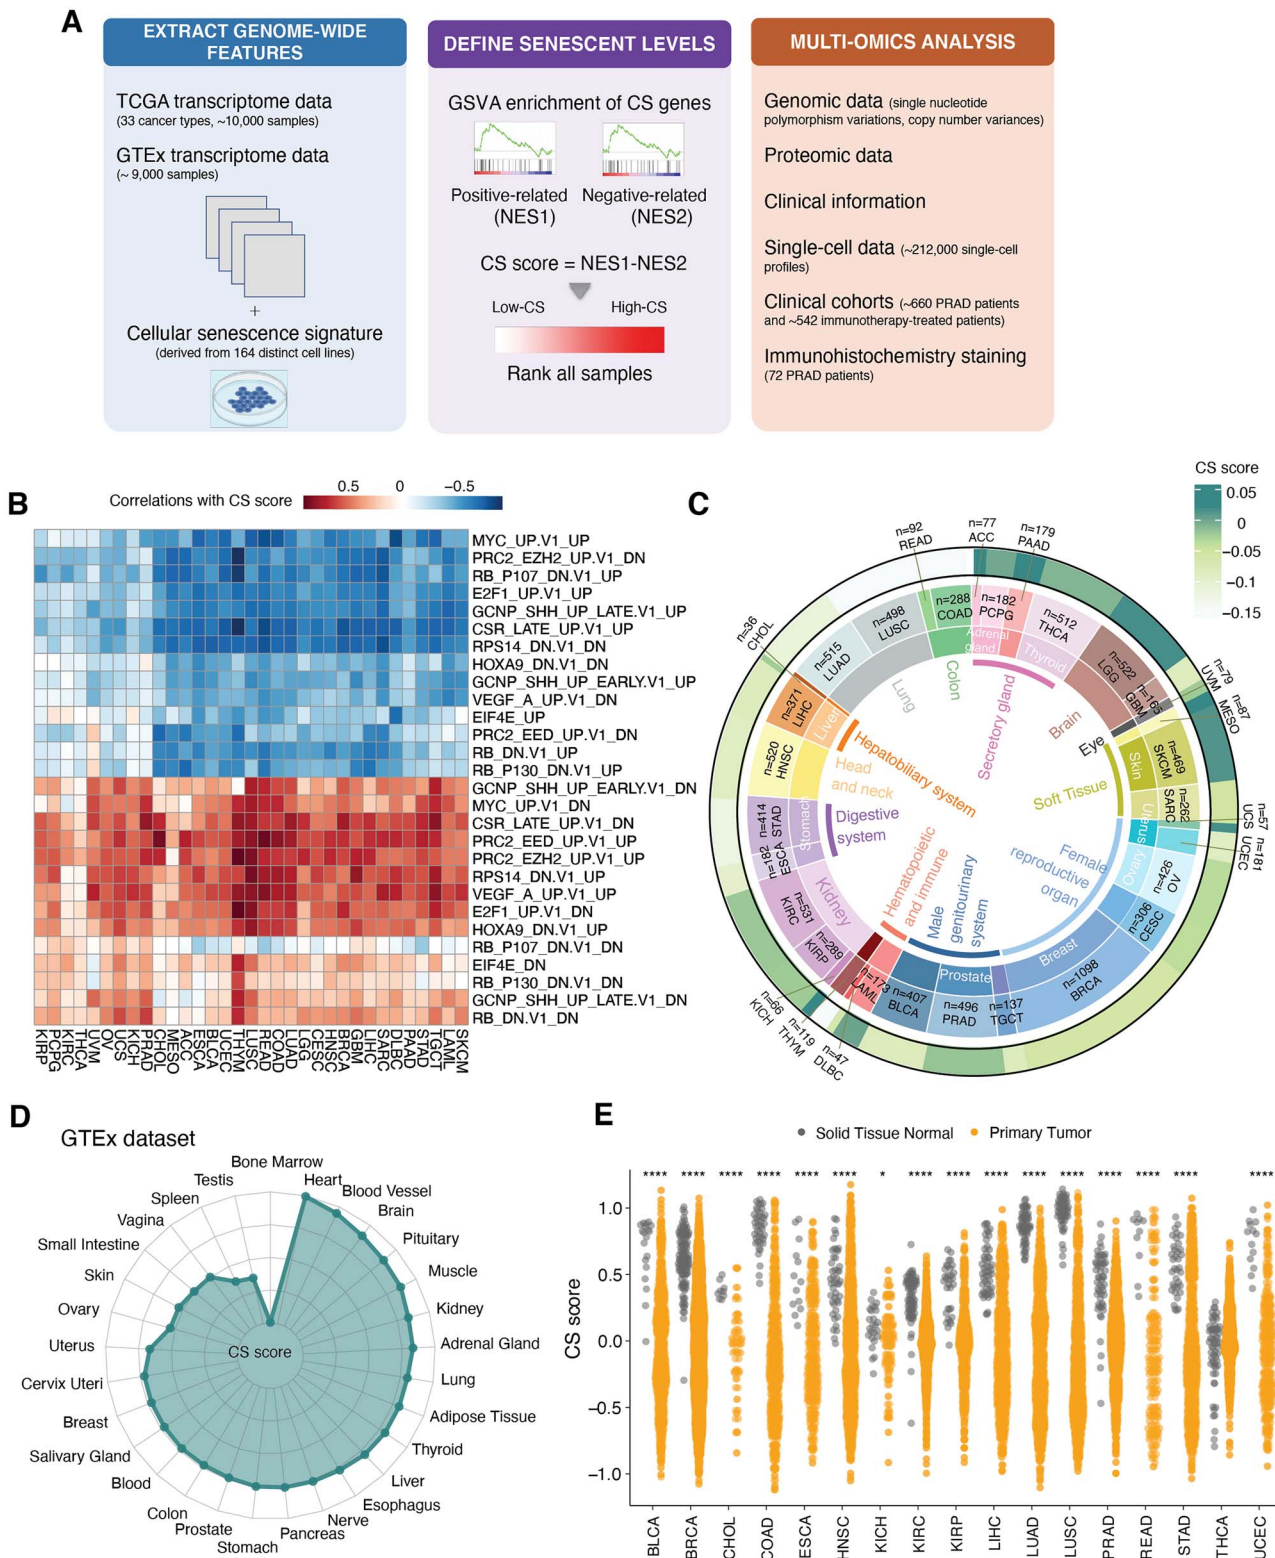 A
EXTRACT GENOME-WIDE
FEATURES
TCGA transcriptome data
(33 cancer types, ~10,000 samples)
GTEx transcriptome data
(~ 9,000 samples)
+
Cellular senescence signature
(derived from 164 distinct cell lines)
DEFINE SENESCENT LEVELS
GSVA enrichment of CS genes
Positive-related
(NES1)
Negative-related
(NES2)
CS score = NES1-NES2
Low-CS
High-CS
Rank all samples
MULTI-OMICS ANALYSIS
Genomic data (single nucleotide
polymorphism variations, copy number variances)
Proteomic data
Clinical information
Single-cell data (~212,000 single-cell
profiles)
Clinical cohorts (~660 PRAD patients
and ~542 immunotherapy-treated patients)
Immunohistochemistry staining
(72 PRAD patients)
B
Correlations with CS score
0.5
0
−0.5
MYC_UP.V1_UP
PRC2_EZH2_UP.V1_DN
RB_P107_DN.V1_UP
E2F1_UP.V1_UP
GCNP_SHH_UP_LATE.V1_UP
CSR_LATE_UP.V1_UP
RPS14_DN.V1_DN
HOXA9_DN.V1_DN
GCNP_SHH_UP_EARLY.V1_UP
VEGF_A_UP.V1_DN
EIF4E_UP
PRC2_EED_UP.V1_DN
RB_DN.V1_UP
RB_P130_DN.V1_UP
GCNP_SHH_UP_EARLY.V1_DN
MYC_UP.V1_DN
CSR_LATE_UP.V1_DN
PRC2_EED_UP.V1_UP
PRC2_EZH2_UP.V1_UP
RPS14_DN.V1_UP
VEGF_A_UP.V1_UP
E2F1_UP.V1_DN
HOXA9_DN.V1_UP
RB_P107_DN.V1_DN
EIF4E_DN
RB_P130_DN.V1_DN
GCNP_SHH_UP_LATE.V1_DN
RB_DN.V1_DN
KIRP
PCPG
KIRC
THCA
UVM
OV
UCS
KICH
PRAD
CHOL
MESO
ACC
ESCA
BLCA
UCEC
THYM
LUSC
READ
COAD
LUAD
LGG
CESC
HNSC
BRCA
GBM
LIHC
SARC
DLBC
PAAD
STAD
TGCT
LAML
SKCM
C
CS score
0.05
0
−0.05
−0.1
−0.15
n=92
READ
n=77
ACC
n=179
PAAD
n=36
CHOL
n=288
COAD
n=182
PCPG
n=512
THCA
n=522
LGG
n=165
GBM
n=79
UVM
n=87
MESO
n=469
SKCM
n=262
SARC
n=57
UCS
n=181
UCEC
n=426
OV
n=306
CESC
n=1098
BRCA
n=137
TGCT
n=496
PRAD
n=407
BLCA
n=173
LAML
n=47
DLBC
n=119
THYM
n=66
KICH
n=289
KIRP
n=531
KIRC
n=182
ESCA
n=414
STAD
n=520
HNSC
n=371
LIHC
n=515
LUAD
n=498
LUSC
Adrenal
gland
Thyroid
Brain
Eye
Skin
Uterus
Ovary
Breast
Prostate
Kidney
Stomach
Liver
Lung
Colon
Secretory gland
Soft Tissue
Female
reproductive
organ
Male
genitourinary
system
Hematopoietic
and immune
Digestive
system
Head
and neck
Hepatobiliary system
D
GTEx dataset
Bone Marrow
Heart
Blood Vessel
Brain
Pituitary
Muscle
Kidney
Adrenal Gland
Lung
Adipose Tissue
Thyroid
Liver
Esophagus
Nerve
Pancreas
Stomach
Prostate
Colon
Blood
Salivary Gland
Breast
Cervix Uteri
Uterus
Ovary
Skin
Small Intestine
Vagina
Spleen
Testis
CS score
E
Solid Tissue Normal
Primary Tumor
**** **** **** **** **** **** * **** **** **** **** **** **** **** **** ****
CS score
1.0
0.5
0.0
−0.5
−1.0
BLCA
BRCA
CHOL
COAD
ESCA
HNSC
KICH
KIRC
KIRP
LIHC
LUAD
LUSC
PRAD
READ
STAD
THCA
UCEC